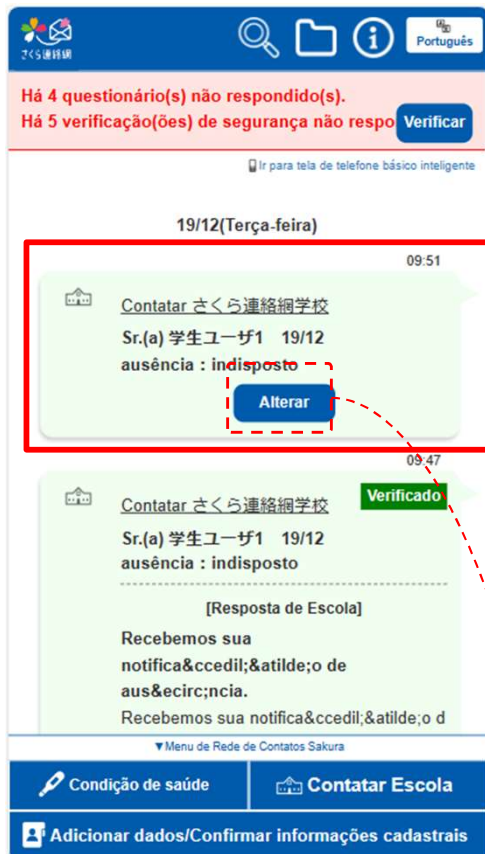 さくら連絡網
Português
Há 4 questionário(s) não respondido(s).
Há 5 verificação(ões) de segurança não respo
Verificar
Ir para tela de telefone básico inteligente
19/12(Terça-feira)
09:51
Contatar さくら連絡網学校
Sr.(a) 学生ユーザ1 19/12
ausência : indisposto
Alterar
09:47
Verificado
Contatar さくら連絡網学校
Sr.(a) 学生ユーザ1 19/12
ausência : indisposto
[Resposta de Escola]
Recebemos sua
notifica&ccedil;&atilde;o de
aus&ecirc;ncia.
Recebemos sua notifica&ccedil;&atilde;o d
▼Menu de Rede de Contatos Sakura
Condição de saúde
Contatar Escola
Adicionar dados/Confirmar informações cadastrais